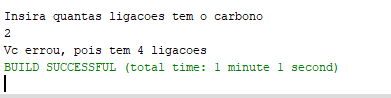 Insira quantas ligacoes tem o carbono
2
Vc errou, pois tem 4 ligacoes
BUILD SUCCESSFUL (total time: 1 minute 1 second)